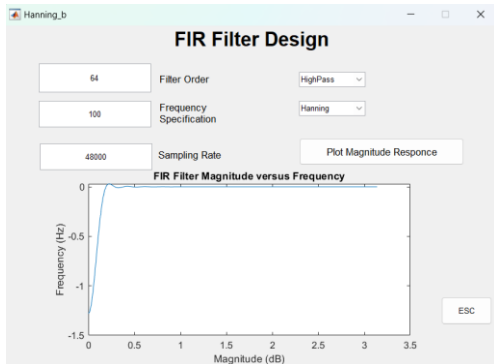 Hanning_b
FIR Filter Design
64
Filter Order
HighPass
100
Frequency
Specification
Hanning
48000
Sampling Rate
Plot Magnitude Responce
FIR Filter Magnitude versus Frequency
Frequency (Hz)
0
-0.5
-1
-1.5
0 0.5 1 1.5 2 2.5 3 3.5
Magnitude (dB)
ESC